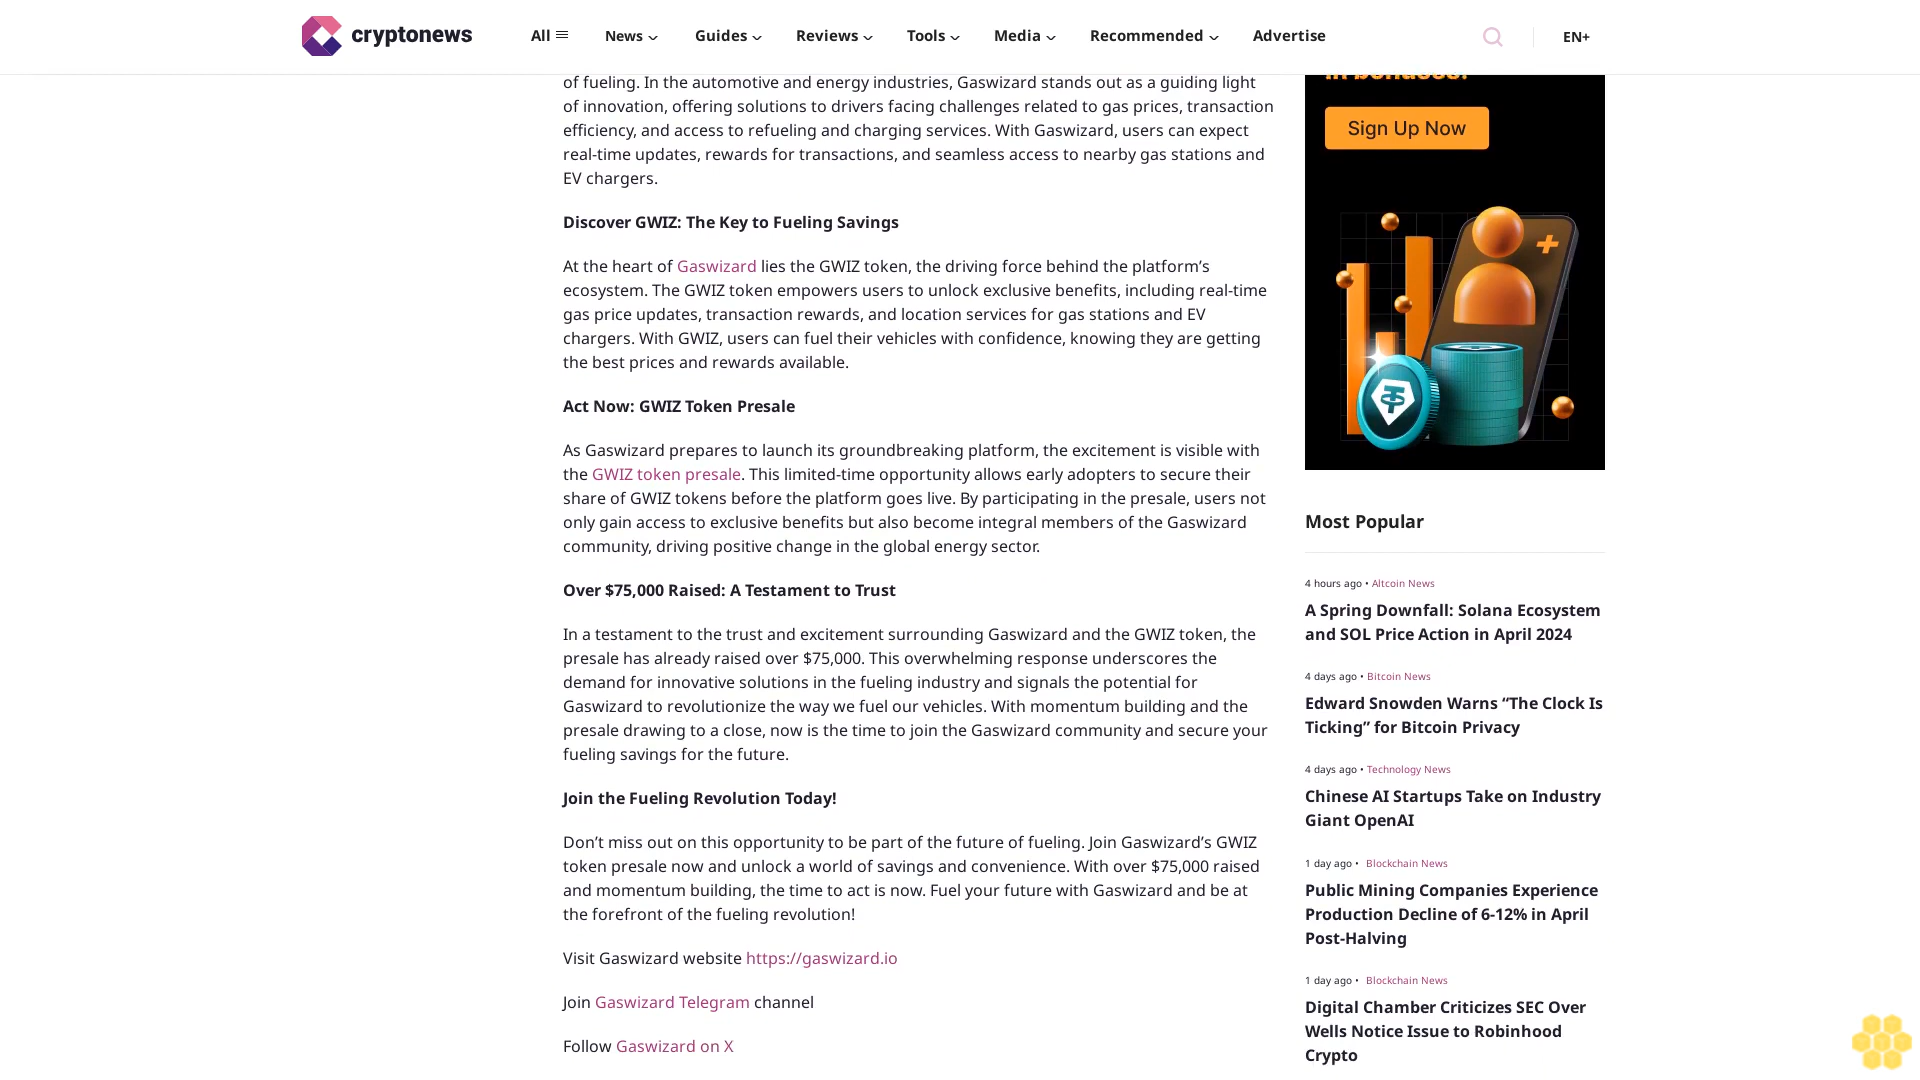 cryptonews
All
News
Guides
Reviews
Tools
Media
Recommended
Advertise
EN+
of fueling. In the automotive and energy industries, Gaswizard stands out as a guiding light
of innovation, offering solutions to drivers facing challenges related to gas prices, transaction
efficiency, and access to refueling and charging services. With Gaswizard, users can expect
real-time updates, rewards for transactions, and seamless access to nearby gas stations and
EV chargers.
Discover GWIZ: The Key to Fueling Savings
At the heart of Gaswizard lies the GWIZ token, the driving force behind the platform’s
ecosystem. The GWIZ token empowers users to unlock exclusive benefits, including real-time
gas price updates, transaction rewards, and location services for gas stations and EV
chargers. With GWIZ, users can fuel their vehicles with confidence, knowing they are getting
the best prices and rewards available.
Act Now: GWIZ Token Presale
As Gaswizard prepares to launch its groundbreaking platform, the excitement is visible with
the GWIZ token presale. This limited-time opportunity allows early adopters to secure their
share of GWIZ tokens before the platform goes live. By participating in the presale, users not
only gain access to exclusive benefits but also become integral members of the Gaswizard
community, driving positive change in the global energy sector.
Over $75,000 Raised: A Testament to Trust
In a testament to the trust and excitement surrounding Gaswizard and the GWIZ token, the
presale has already raised over $75,000. This overwhelming response underscores the
demand for innovative solutions in the fueling industry and signals the potential for
Gaswizard to revolutionize the way we fuel our vehicles. With momentum building and the
presale drawing to a close, now is the time to join the Gaswizard community and secure your
fueling savings for the future.
Join the Fueling Revolution Today!
Don’t miss out on this opportunity to be part of the future of fueling. Join Gaswizard’s GWIZ
token presale now and unlock a world of savings and convenience. With over $75,000 raised
and momentum building, the time to act is now. Fuel your future with Gaswizard and be at
the forefront of the fueling revolution!
Visit Gaswizard website https://gaswizard.io
Join Gaswizard Telegram channel
Follow Gaswizard on X
in bonuses!
Sign Up Now
Most Popular
4 hours ago • Altcoin News
A Spring Downfall: Solana Ecosystem
and SOL Price Action in April 2024
4 days ago • Bitcoin News
Edward Snowden Warns “The Clock Is
Ticking” for Bitcoin Privacy
4 days ago • Technology News
Chinese AI Startups Take on Industry
Giant OpenAI
1 day ago • Blockchain News
Public Mining Companies Experience
Production Decline of 6-12% in April
Post-Halving
1 day ago • Blockchain News
Digital Chamber Criticizes SEC Over
Wells Notice Issue to Robinhood
Crypto